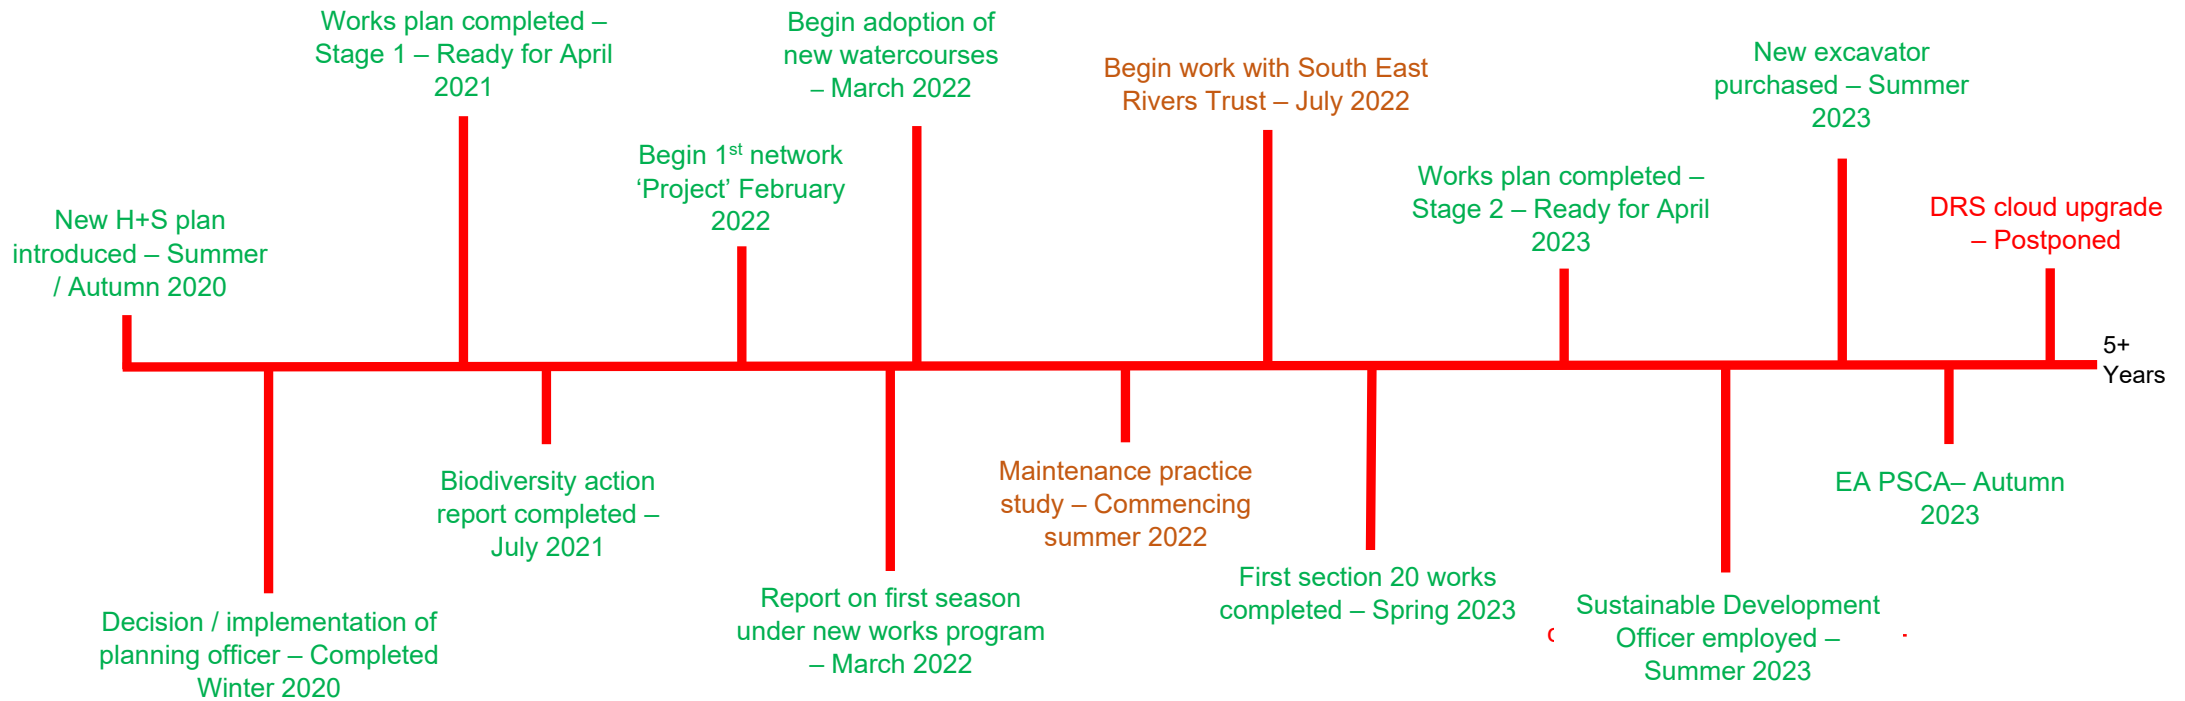 Works plan completed –
Stage 1 – Ready for April
2021
Begin adoption of
new watercourses
– March 2022
Begin work with South East
Rivers Trust – July 2022
New excavator
purchased – Summer
2023
Begin 1st network
‘Project’ February
2022
Works plan completed –
Stage 2 – Ready for April
2023
New H+S plan
introduced – Summer
/ Autumn 2020
DRS cloud upgrade
– Postponed
5+
Years
Biodiversity action
report completed –
July 2021
Maintenance practice
study – Commencing
summer 2022
EA PSCA– Autumn
2023
Decision / implementation of
planning officer – Completed
Winter 2020
Report on first season
under new works program
– March 2022
First section 20 works
completed – Spring 2023
Sustainable Development
Officer employed –
Summer 2023